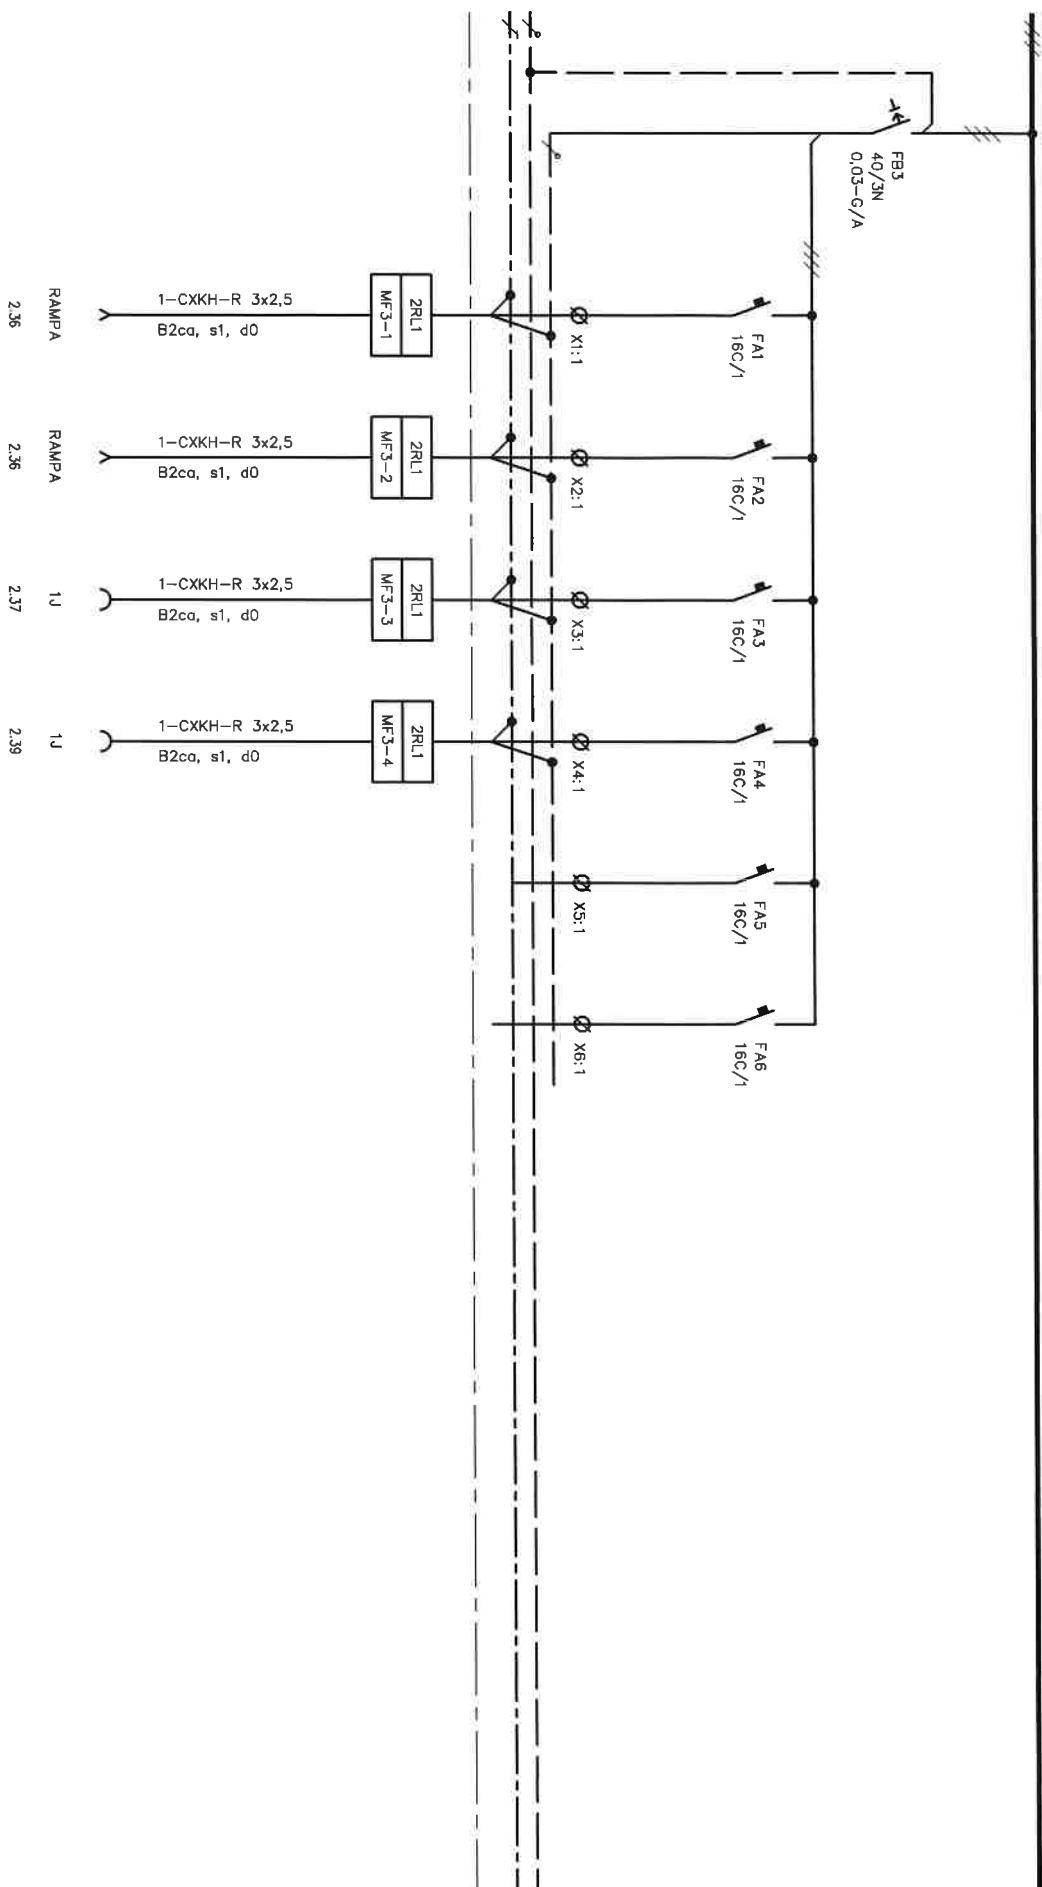 FB3
40/3N
0,03-G/A
FA1
16C/1
FA2
16C/1
FA3
16C/1
FA4
16C/1
FA5
16C/1
FA6
16C/1
X1:1
X2:1
X3:1
X4:1
X5:1
X6:1
2RL1
MF3-1
2RL1
MF3-2
2RL1
MF3-3
2RL1
MF3-4
1-CXKH-R 3x2,5
B2ca, s1, d0
1-CXKH-R 3x2,5
B2ca, s1, d0
1-CXKH-R 3x2,5
B2ca, s1, d0
1-CXKH-R 3x2,5
B2ca, s1, d0
RAMPA
2.36
RAMPA
2.36
1J
2.37
1J
2.39